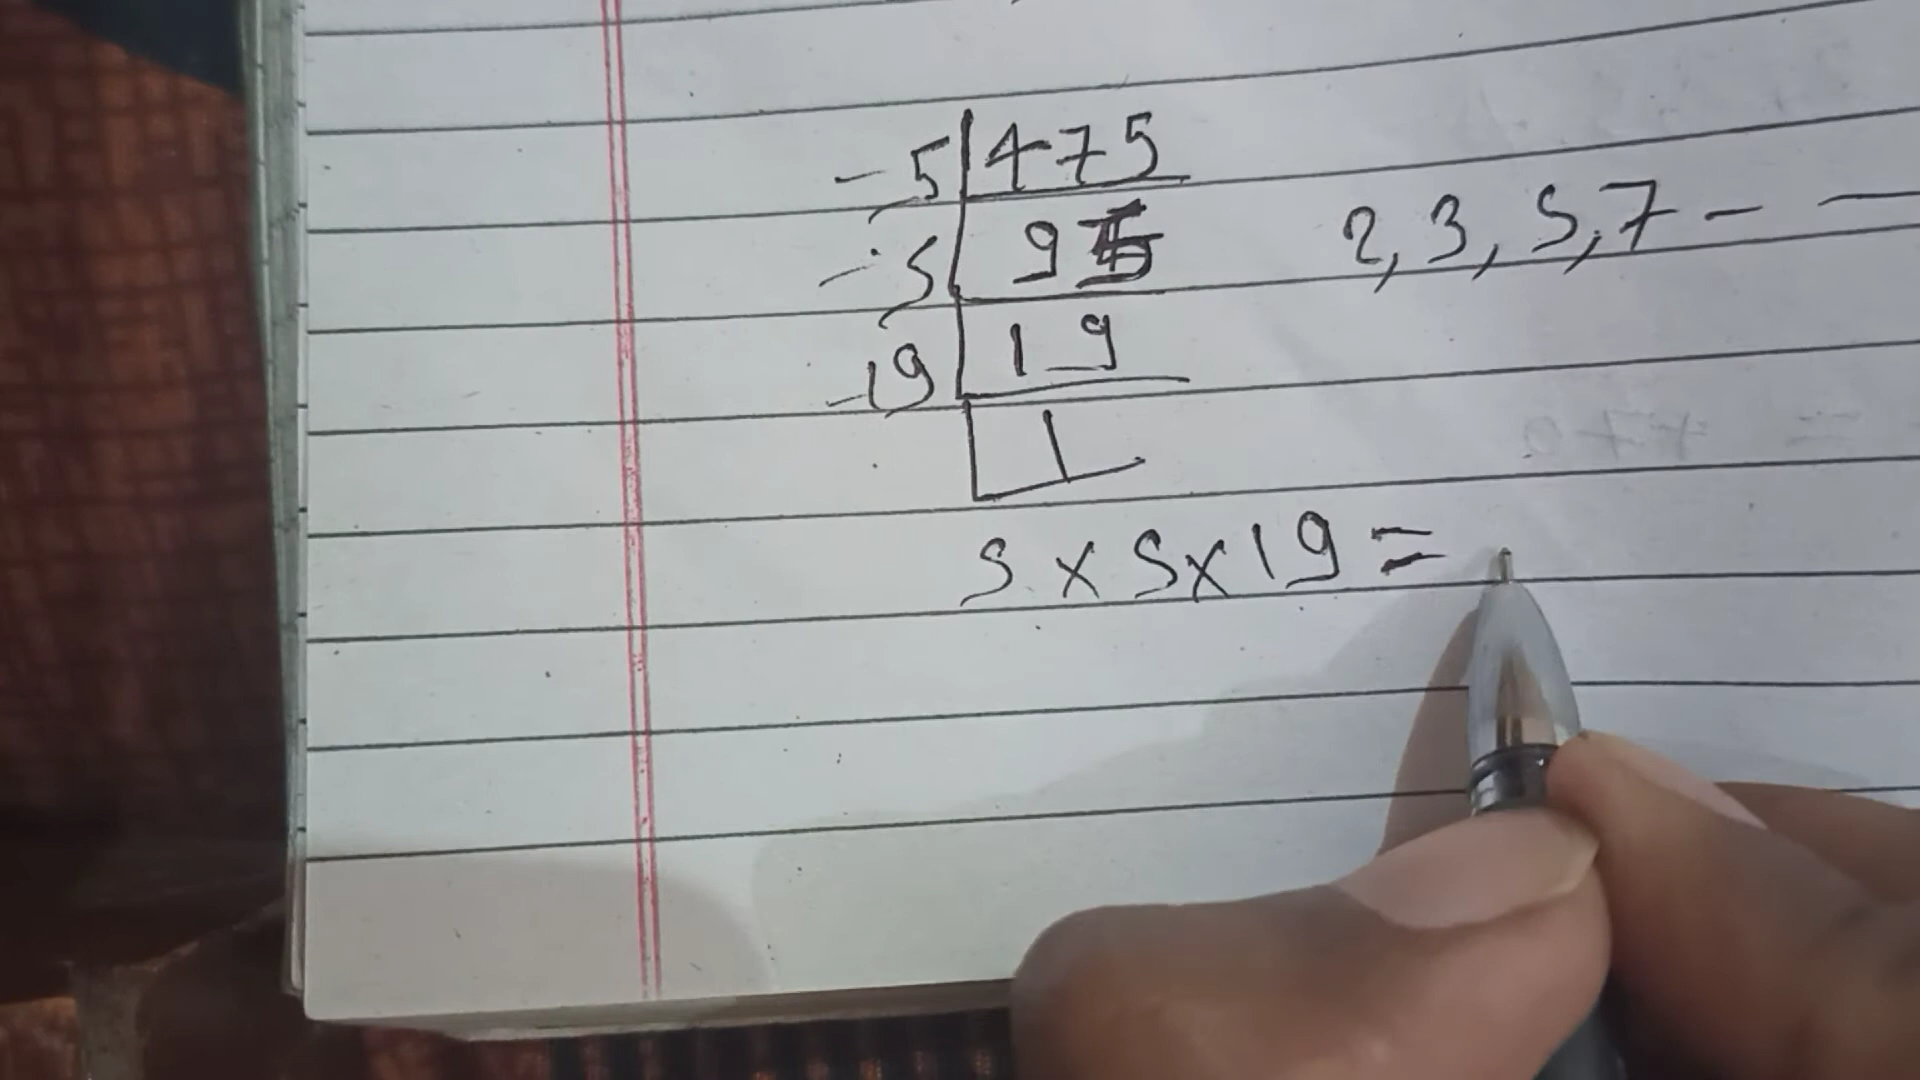 -5 | 475
-5 | 95 2, 3, 5, 7 - -
-19 | 19
1
5 x 5 x 19 =